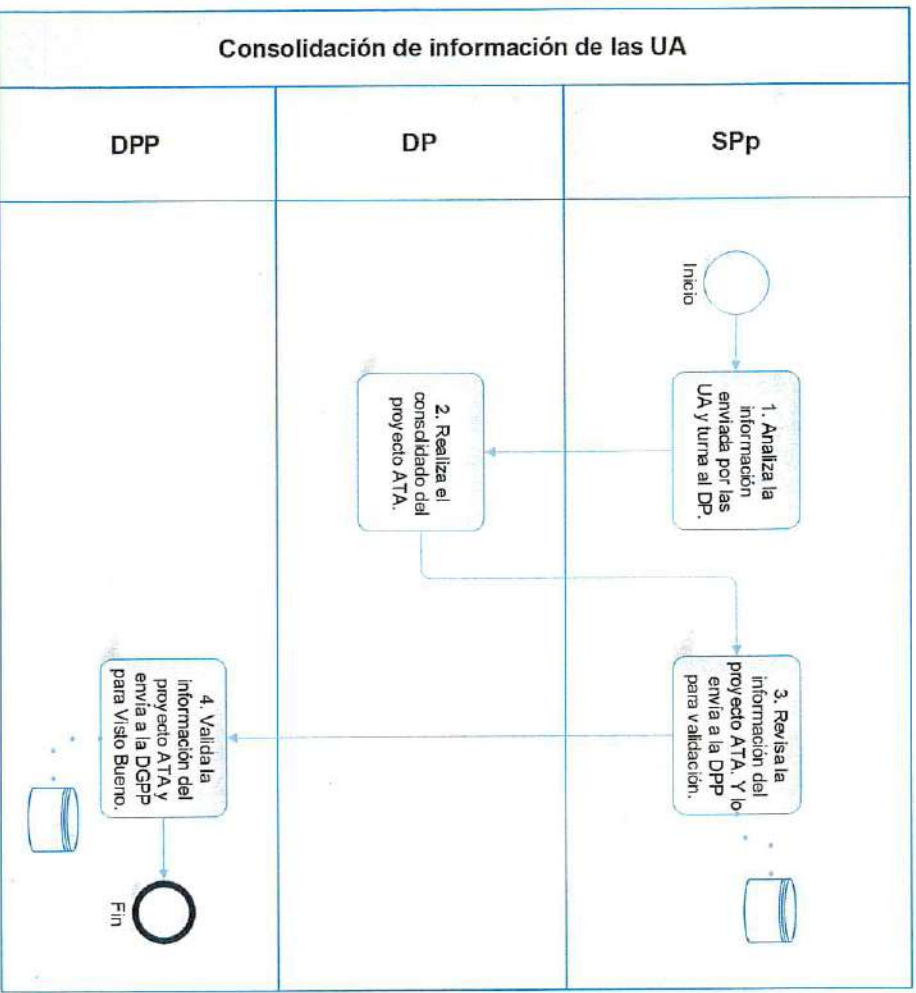 Consolidación de información de las UA
SPp
DP
DPP
Inicio
1. Analiza la
información
enviada por las
UA y turna al DP.
2. Realiza el
consolidado del
proyecto ATA.
3. Revisa la
información del
proyecto ATA. Y lo
envía a la DPP
para validación.
4. Valida la
información del
proyecto ATA y
envía a la DGPP
para Visto Bueno.
Fin